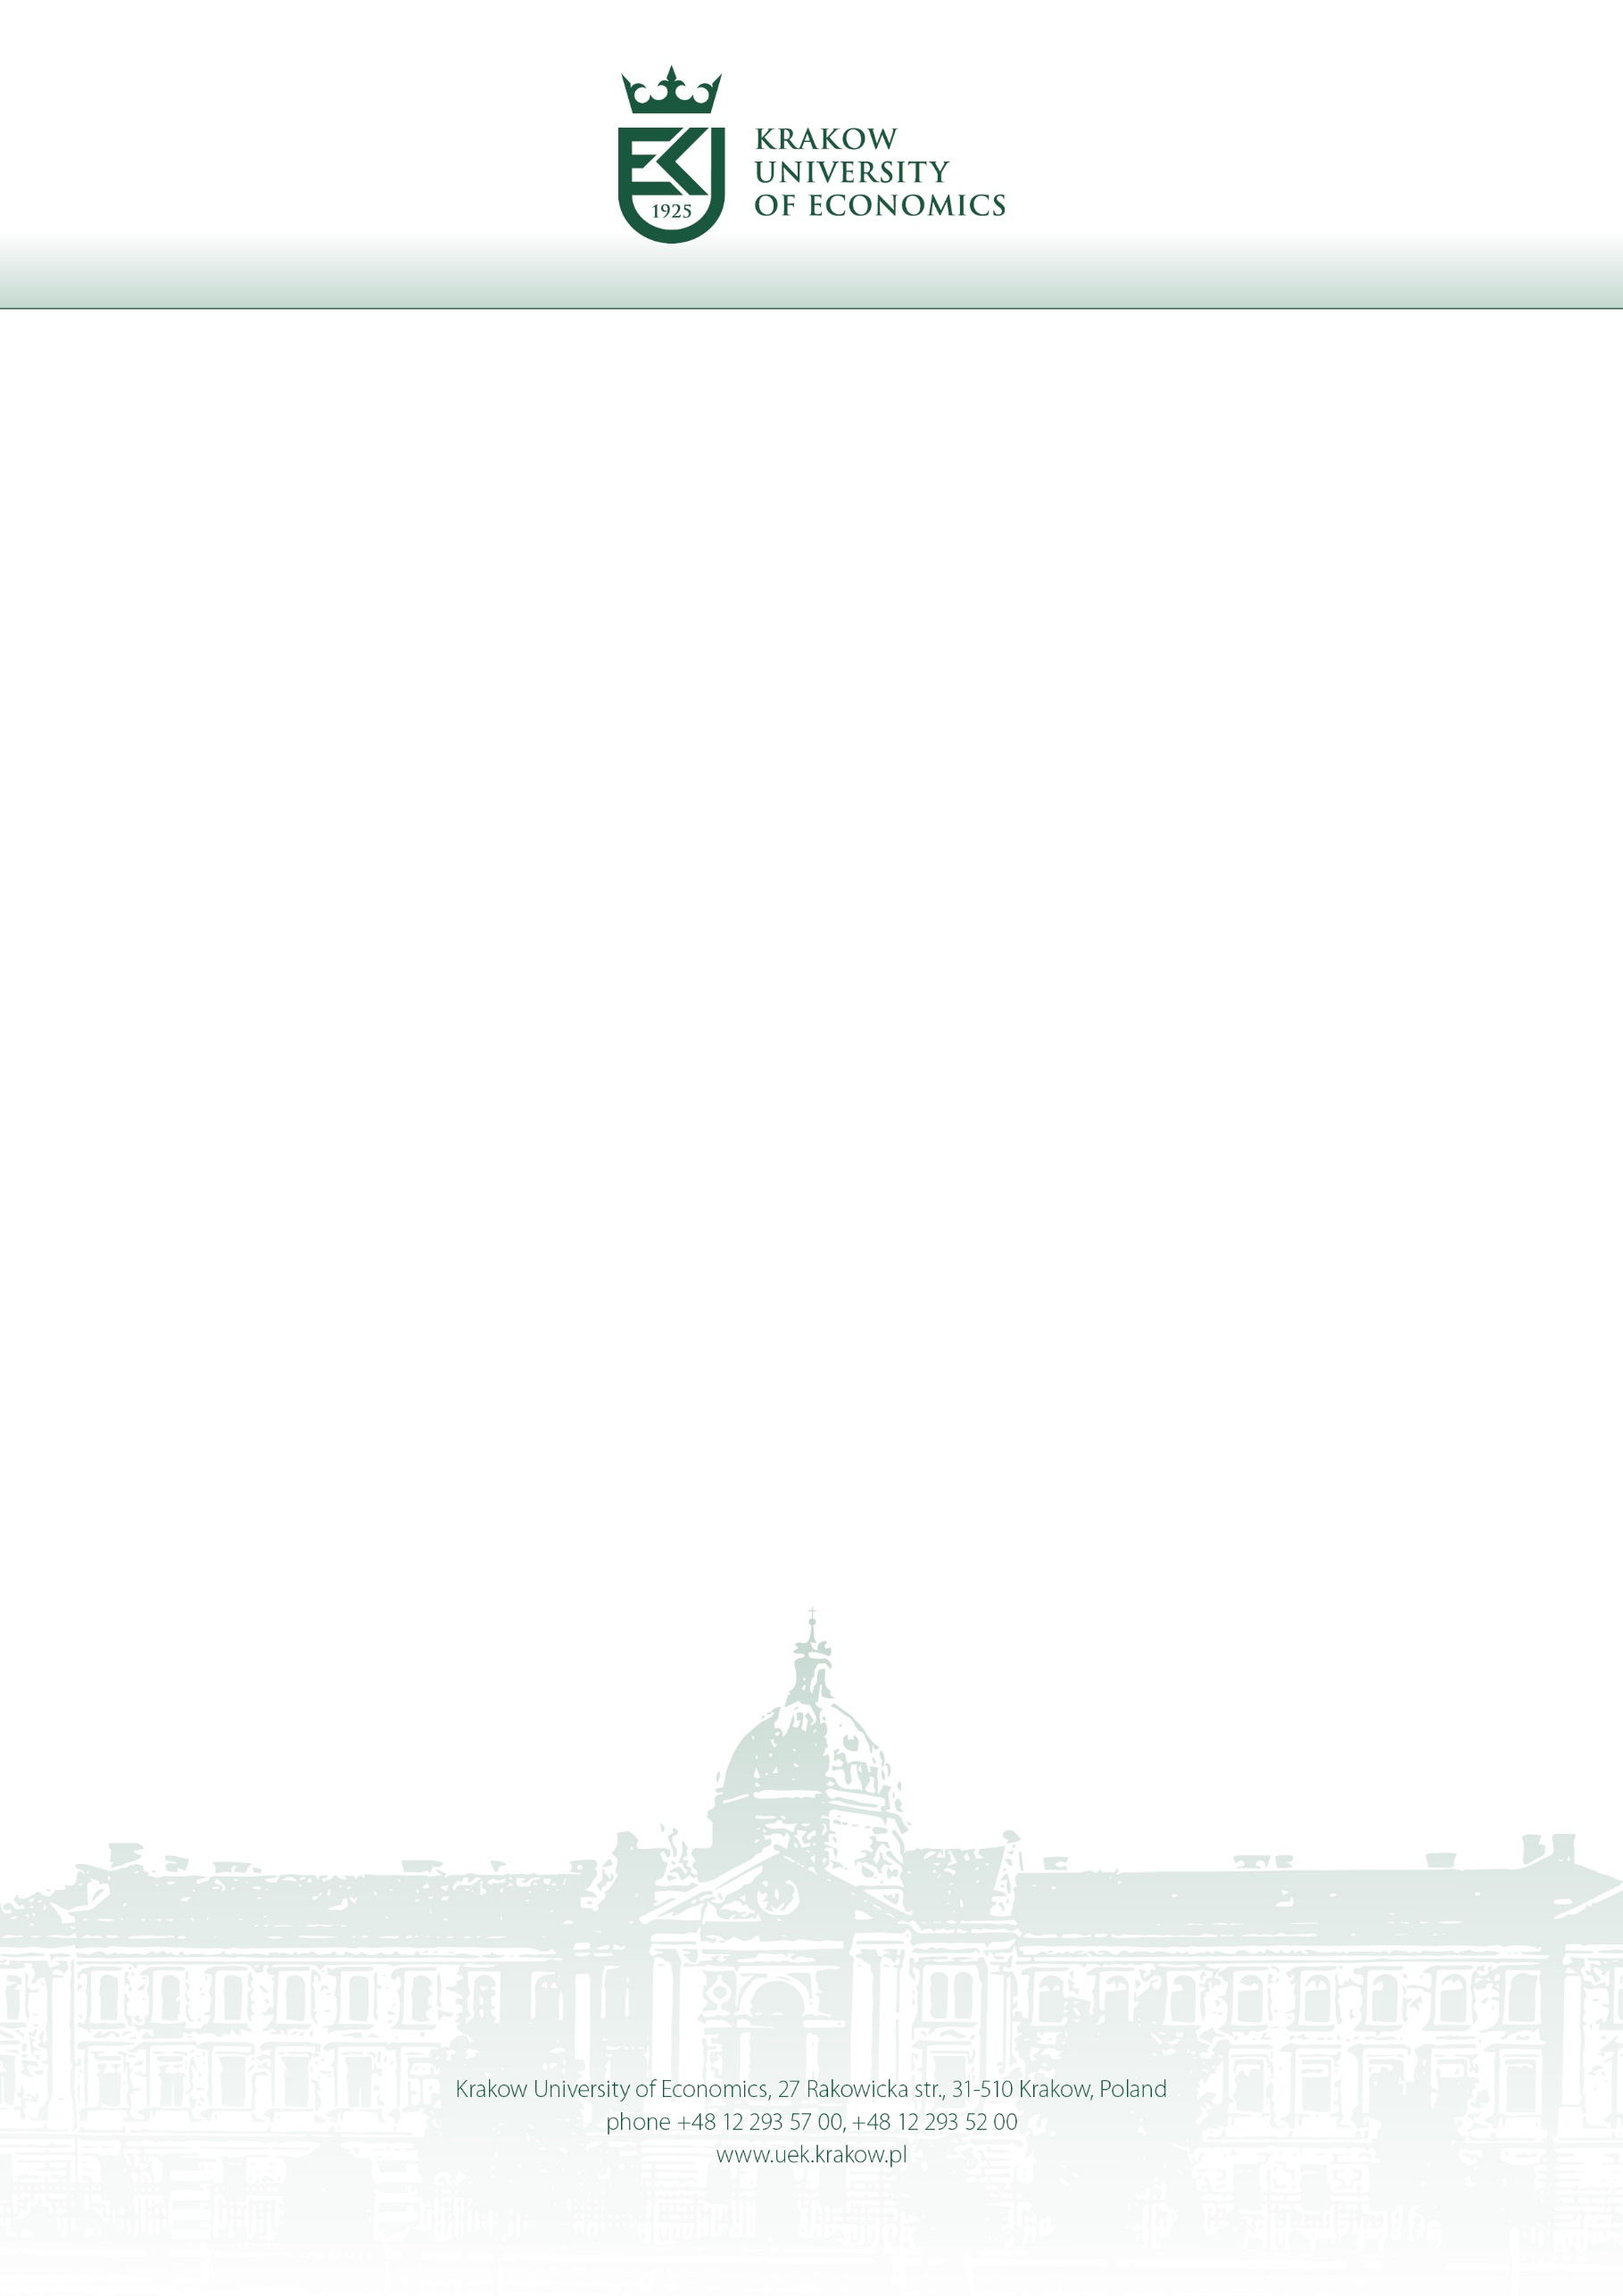 1925
KRAKOW
UNIVERSITY
OF ECONOMICS
Krakow University of Economics, 27 Rakowicka str., 31-510 Krakow, Poland
phone +48 12 293 57 00, +48 12 293 52 00
www.uek.krakow.pl